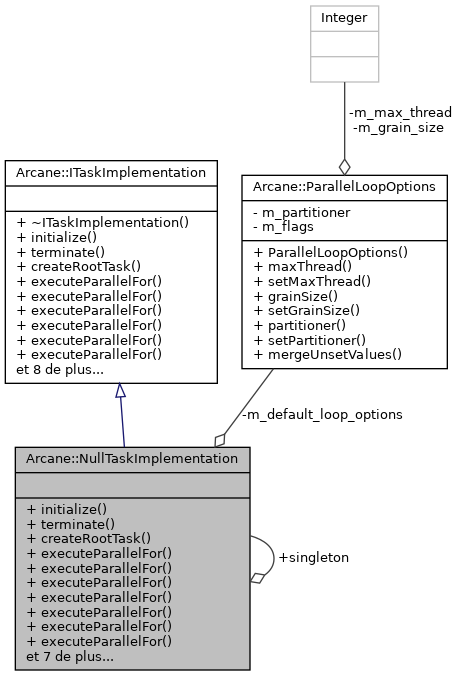 Integer
-m_max_thread
-m_grain_size
Arcane::ITaskImplementation
+ ~ITaskImplementation()
+ initialize()
+ terminate()
+ createRootTask()
+ executeParallelFor()
+ executeParallelFor()
+ executeParallelFor()
+ executeParallelFor()
+ executeParallelFor()
+ executeParallelFor()
et 8 de plus...
Arcane::ParallelLoopOptions
- m_partitioner
- m_flags
+ ParallelLoopOptions()
+ maxThread()
+ setMaxThread()
+ grainSize()
+ setGrainSize()
+ partitioner()
+ setPartitioner()
+ mergeUnsetValues()
-m_default_loop_options
Arcane::NullTaskImplementation
+ initialize()
+ terminate()
+ createRootTask()
+ executeParallelFor()
+ executeParallelFor()
+ executeParallelFor()
+ executeParallelFor()
+ executeParallelFor()
+ executeParallelFor()
+ executeParallelFor()
et 7 de plus...
+singleton